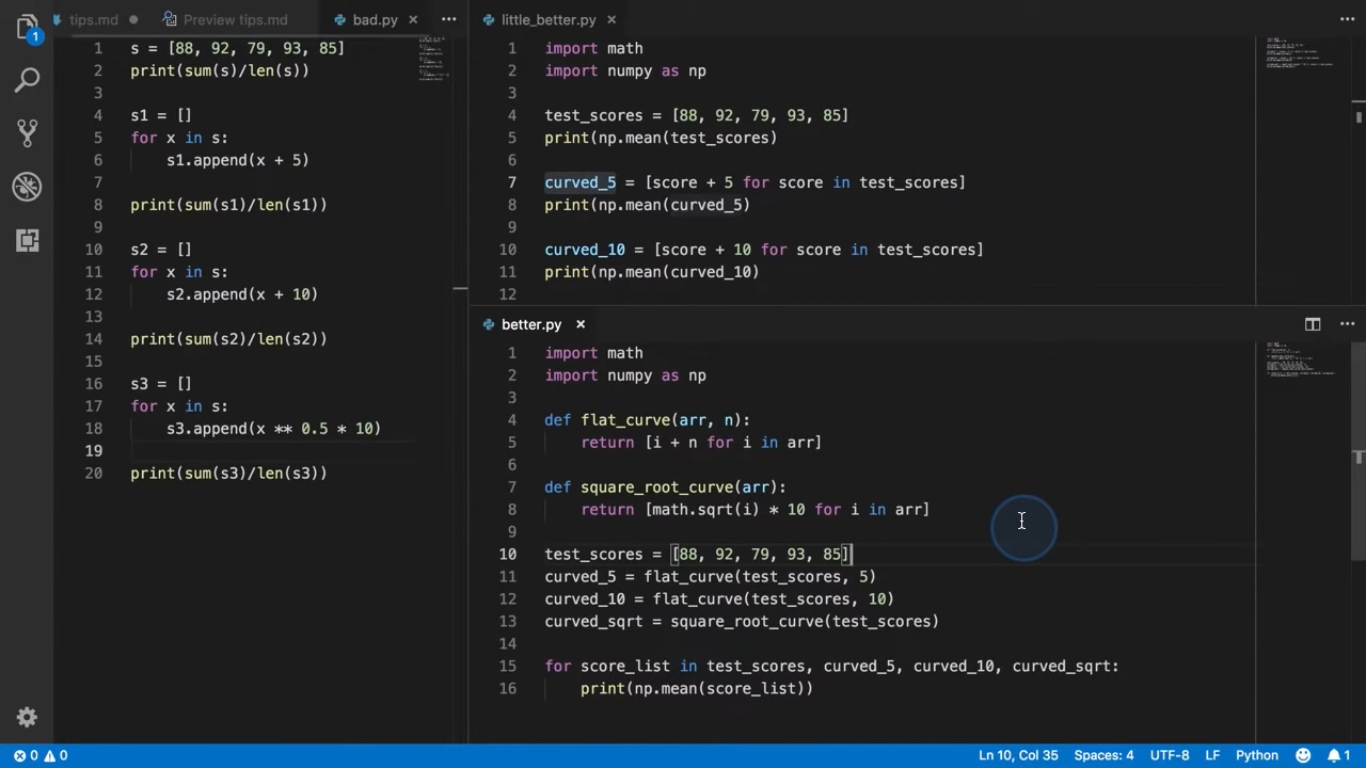 tips.md
Preview tips.md
bad.py
1
1 s = [88, 92, 79, 93, 85]
2 print(sum(s)/len(s))
3
4 s1 = []
5 for x in s:
6     s1.append(x + 5)
7
8 print(sum(s1)/len(s1))
9
10 s2 = []
11 for x in s:
12     s2.append(x + 10)
13
14 print(sum(s2)/len(s2))
15
16 s3 = []
17 for x in s:
18     s3.append(x ** 0.5 * 10)
19
20 print(sum(s3)/len(s3))
little_better.py
1 import math
2 import numpy as np
3
4 test_scores = [88, 92, 79, 93, 85]
5 print(np.mean(test_scores)
6
7 curved_5 = [score + 5 for score in test_scores]
8 print(np.mean(curved_5)
9
10 curved_10 = [score + 10 for score in test_scores]
11 print(np.mean(curved_10)
12
better.py
1 import math
2 import numpy as np
3
4 def flat_curve(arr, n):
5     return [i + n for i in arr]
6
7 def square_root_curve(arr):
8     return [math.sqrt(i) * 10 for i in arr]
9
10 test_scores = [88, 92, 79, 93, 85]
11 curved_5 = flat_curve(test_scores, 5)
12 curved_10 = flat_curve(test_scores, 10)
13 curved_sqrt = square_root_curve(test_scores)
14
15 for score_list in test_scores, curved_5, curved_10, curved_sqrt:
16     print(np.mean(score_list))
0 0 Ln 10, Col 35 Spaces: 4 UTF-8 LF Python 1